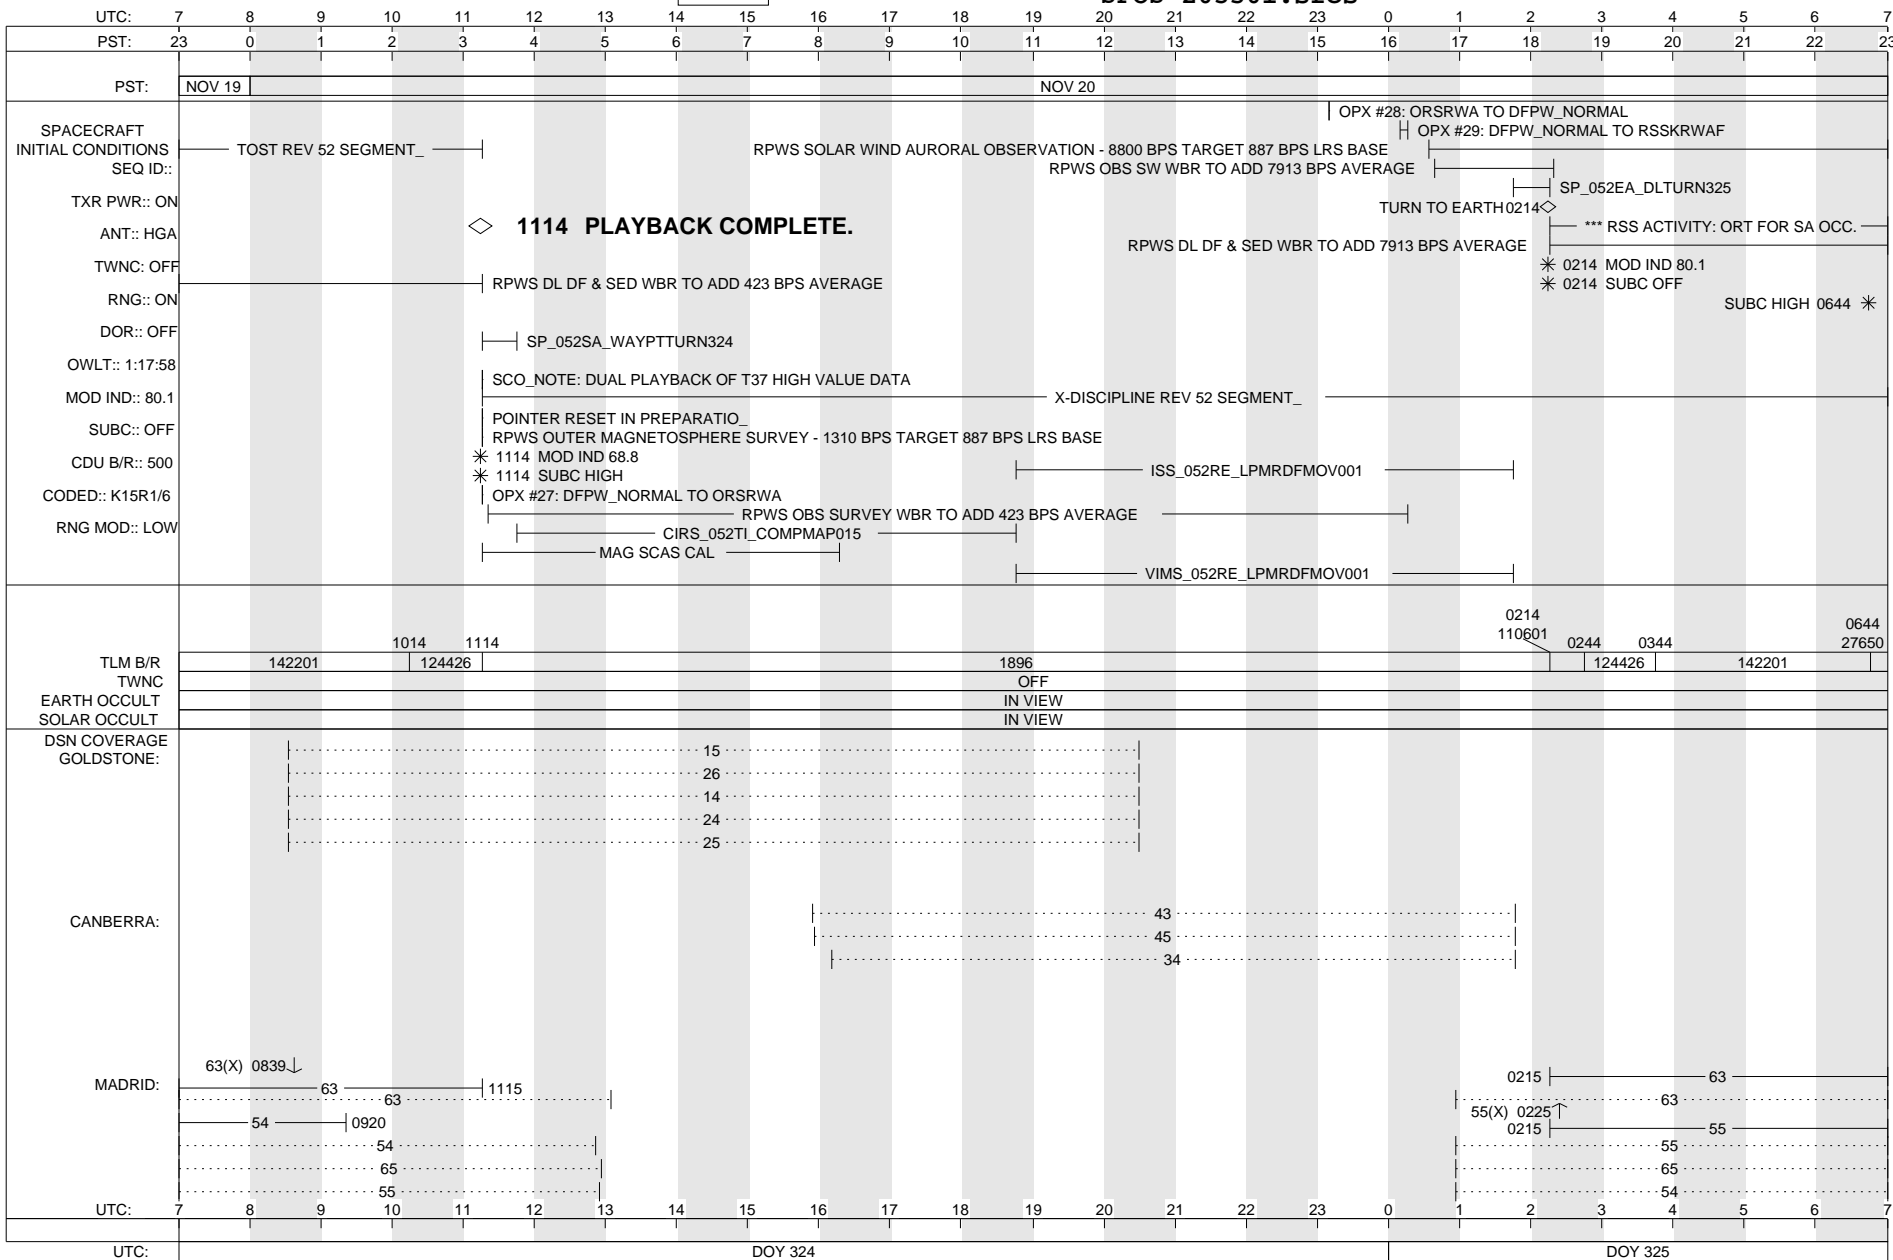 UTC: 7 8 9 10 11 12 13 14 15 16 17 18 19 20 21 22 23 0 1 2 3 4 5 6 7
PST: 23 0 1 2 3 4 5 6 7 8 9 10 11 12 13 14 15 16 17 18 19 20 21 22 23
PST: NOV 19 NOV 20
OPX #28: ORSRWA TO DFPW_NORMAL
SPACECRAFT
OPX #29: DFPW_NORMAL TO RSSKRWAF
INITIAL CONDITIONS TOST REV 52 SEGMENT_ RPWS SOLAR WIND AURORAL OBSERVATION - 8800 BPS TARGET 887 BPS LRS BASE
SEQ ID:: RPWS OBS SW WBR TO ADD 7913 BPS AVERAGE
SP_052EA_DLTURN325
TXR PWR:: ON
TURN TO EARTH 0214
1114 PLAYBACK COMPLETE. *** RSS ACTIVITY: ORT FOR SA OCC.
ANT:: HGA
RPWS DL DF & SED WBR TO ADD 7913 BPS AVERAGE
TWNC: OFF 0214 MOD IND 80.1
RPWS DL DF & SED WBR TO ADD 423 BPS AVERAGE 0214 SUBC OFF
RNG:: ON SUBC HIGH 0644
DOR:: OFF
SP_052SA_WAYPTTURN324
OWLT:: 1:17:58
SCO_NOTE: DUAL PLAYBACK OF T37 HIGH VALUE DATA
MOD IND:: 80.1 X-DISCIPLINE REV 52 SEGMENT_
POINTER RESET IN PREPARATIO_
SUBC:: OFF
RPWS OUTER MAGNETOSPHERE SURVEY - 1310 BPS TARGET 887 BPS LRS BASE
1114 MOD IND 68.8
CDU B/R:: 500 ISS_052RE_LPMRDFMOV001
1114 SUBC HIGH
CODED:: K15R1/6 OPX #27: DFPW_NORMAL TO ORSRWA
RPWS OBS SURVEY WBR TO ADD 423 BPS AVERAGE
RNG MOD:: LOW CIRS_052TI_COMPMAP015
MAG SCAS CAL
VIMS_052RE_LPMRDFMOV001
0214 0644
1014 1114 110601 0244 0344 27650
TLM B/R 142201 124426 1896 124426 142201
TWNC OFF
EARTH OCCULT IN VIEW
SOLAR OCCULT IN VIEW
DSN COVERAGE
GOLDSTONE: 15
26
14
24
25
43
CANBERRA:
45
34
63(X) 0839
MADRID: 0215 63
63 1115
63 63
55(X) 0225
54 0920 0215 55
54 55
65 65
55 54
UTC: 7 8 9 10 11 12 13 14 15 16 17 18 19 20 21 22 23 0 1 2 3 4 5 6 7
UTC: DOY 324 DOY 325